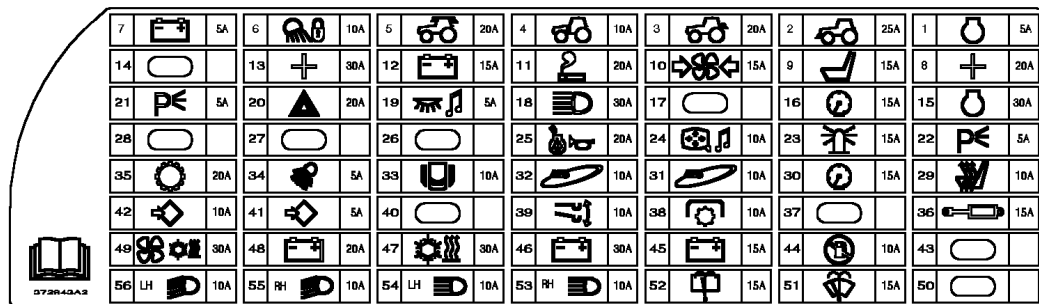 7 5A 6 10A 5 20A 4 10A 3 20A 2 25A 1 5A
14 13 30A 12 15A 11 20A 10 15A 9 15A 8 20A
21 P 5A 20 20A 19 5A 18 30A 17 16 15A 15 30A
28 27 26 25 20A 24 10A 23 15A 22 P 5A
35 20A 34 5A 33 10A 32 10A 31 10A 30 15A 29 10A
42 10A 41 5A 40 39 10A 38 10A 37 36 15A
49 30A 48 20A 47 30A 46 30A 45 15A 44 10A 43
56 LH 10A 55 RH 10A 54 LH 10A 53 RH 10A 52 15A 51 15A 50